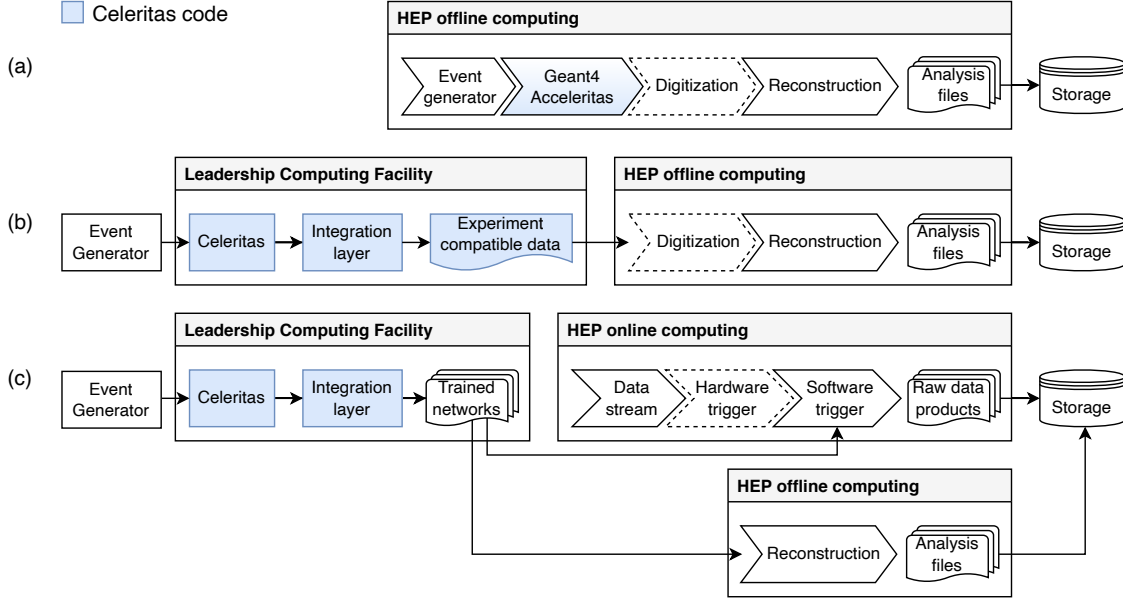 Celeritas code
HEP offline computing
(a)
Event
generator
Geant4
Acceleritas
Digitization
Reconstruction
Analysis
files
Storage
Leadership Computing Facility
HEP offline computing
(b)
Event
Generator
Celeritas
Integration
layer
Experiment
compatible data
Digitization
Reconstruction
Analysis
files
Storage
Leadership Computing Facility
HEP online computing
(c)
Event
Generator
Celeritas
Integration
layer
Trained
networks
Data
stream
Hardware
trigger
Software
trigger
Raw data
products
Storage
HEP offline computing
Reconstruction
Analysis
files